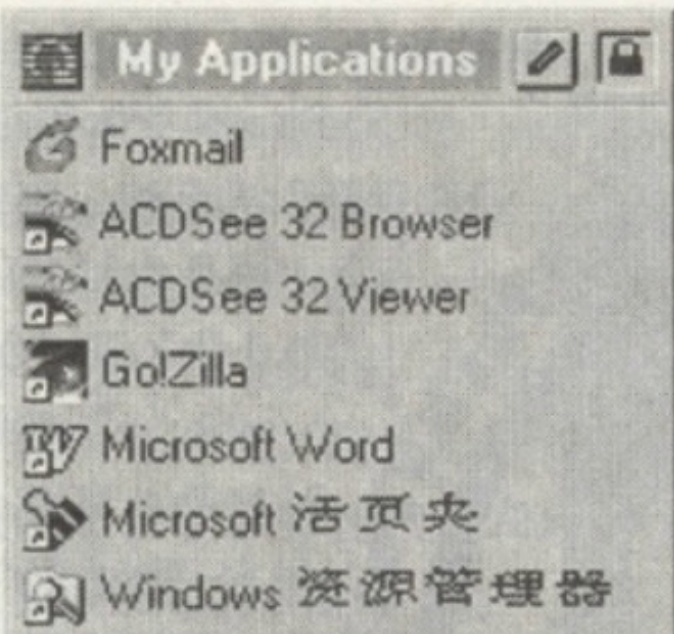 My Applications
Foxmail
ACDSee 32 Browser
ACDSee 32 Viewer
Go!Zilla
Microsoft Word
Microsoft 活页夹
Windows 资源管理器